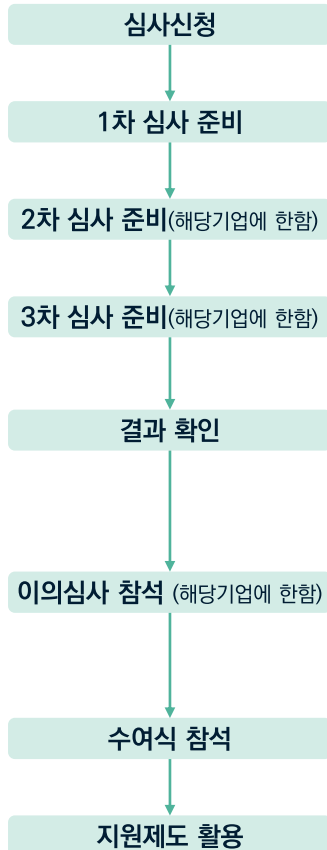 심사신청
1차 심사 준비
2차 심사 준비(해당기업에 한함)
3차 심사 준비(해당기업에 한함)
결과 확인
이의심사 참석 (해당기업에 한함)
수여식 참석
지원제도 활용